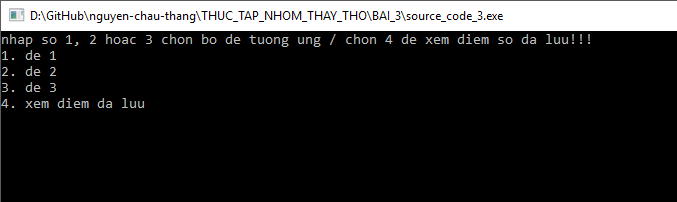 D:\GitHub\nguyen-chau-thang\THUC_TAP_NHOM_THAY_THO\BAI_3\source_code_3.exe
nhap so 1, 2 hoac 3 chon bo de tuong ung / chon 4 de xem diem so da luu!!!
1. de 1
2. de 2
3. de 3
4. xem diem da luu